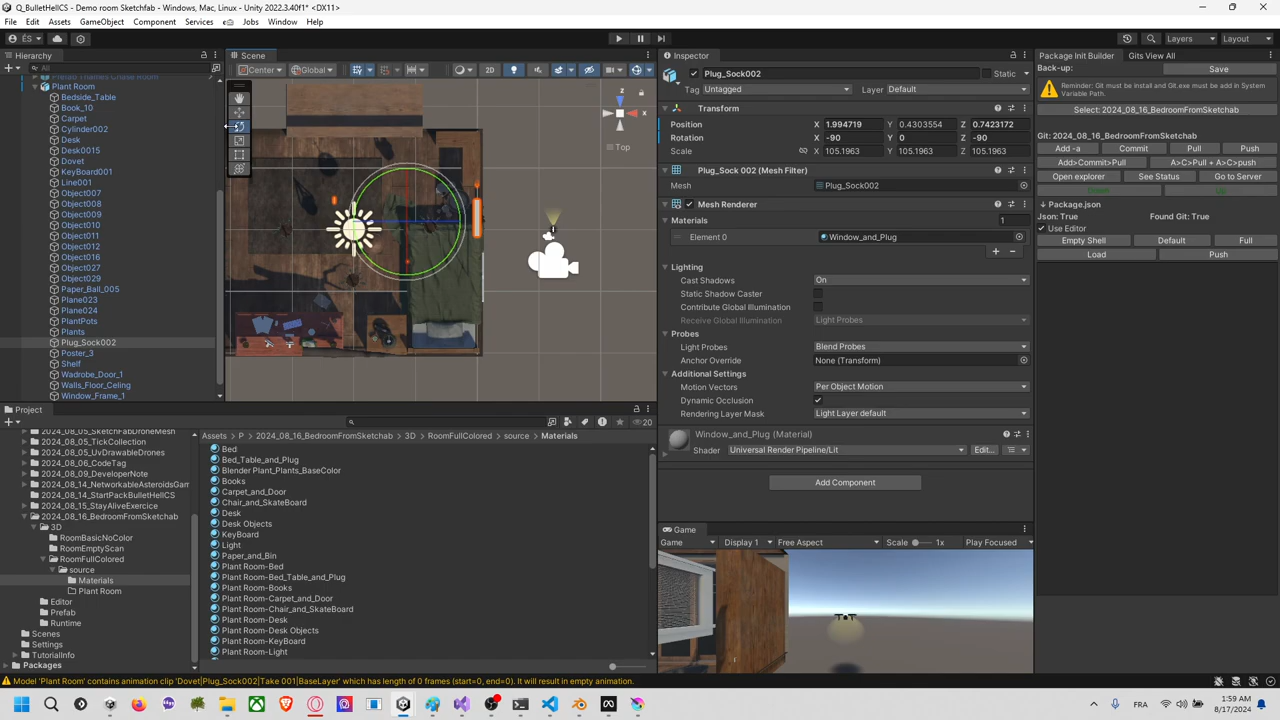 Q_BulletHellCS - Demo room Sketchfab - Windows, Mac, Linux - Unity 2022.3.40f1* <DX11>
File Edit Assets GameObject Component Services Jobs Window Help
ÉS
Layers
Layout
Hierarchy
All
Plant Room
Bedside_Table
Book_10
Carpet
Cylinder002
Desk
Desk0015
Dovet
KeyBoard001
Line001
Object007
Object008
Object009
Object010
Object011
Object012
Object016
Object027
Object029
Paper_Ball_005
Plane023
Plane024
PlantPots
Plants
Plug_Sock002
Poster_3
Shelf
Wadrobe_Door_1
Walls_Floor_Celing
Window_Frame_1
Scene
Center
Global
2D
z
x
Top
Project
20
2024_08_05_SketchFabDroneMesh
2024_08_05_TickCollection
2024_08_05_UvDrawableDrones
2024_08_06_CodeTag
2024_08_09_DeveloperNote
2024_08_14_NetworkableAsteroidsGam
2024_08_14_StartPackBulletHellCS
2024_08_15_StayAliveExercice
2024_08_16_BedroomFromSketchab
3D
RoomBasicNoColor
RoomEmptyScan
RoomFullColored
source
Materials
Plant Room
Editor
Prefab
Runtime
Scenes
Settings
TutorialInfo
Packages
Assets > P > 2024_08_16_BedroomFromSketchab > 3D > RoomFullColored > source > Materials
Bed
Bed_Table_and_Plug
Blender Plant_Plants_BaseColor
Books
Carpet_and_Door
Chair_and_SkateBoard
Desk
Desk Objects
KeyBoard
Light
Paper_and_Bin
Plant Room-Bed
Plant Room-Bed_Table_and_Plug
Plant Room-Books
Plant Room-Carpet_and_Door
Plant Room-Chair_and_SkateBoard
Plant Room-Desk
Plant Room-Desk Objects
Plant Room-KeyBoard
Plant Room-Light
Inspector
Plug_Sock002
Static
Tag Untagged Layer Default
Transform
Position X 1.994719 Y 0.4303354 Z 0.7423172
Rotation X -90 Y 0 Z -90
Scale X 105.1963 Y 105.1963 Z 105.1963
Plug_Sock 002 (Mesh Filter)
Mesh Plug_Sock002
Mesh Renderer
Materials 1
Element 0 Window_and_Plug
Lighting
Cast Shadows On
Static Shadow Caster
Contribute Global Illumination
Receive Global Illumination Light Probes
Probes
Light Probes Blend Probes
Anchor Override None (Transform)
Additional Settings
Motion Vectors Per Object Motion
Dynamic Occlusion
Rendering Layer Mask Light Layer default
Window_and_Plug (Material)
Shader Universal Render Pipeline/Lit Edit...
Add Component
Game
Game Display 1 Free Aspect Scale 1x Play Focused
Package Init Builder Gits View All
Back-up: Save
Reminder: Git must be install and Git.exe must be add in System Variable Path.
Select: 2024_08_16_BedroomFromSketchab
Git: 2024_08_16_BedroomFromSketchab
Add -a Commit Pull Push
Add>Commit>Pull A>C>Pull + A>C>push
Open explorer See Status Go to Server
Down Up
Package.json
Json: True Found Git: True
Use Editor
Empty Shell Default Full
Load Push
Model 'Plant Room' contains animation clip 'Dovet|Plug_Sock002|Take 001|BaseLayer' which has length of 0 frames (start=0, end=0). It will result in empty animation.
FRA
1:59 AM
8/17/2024